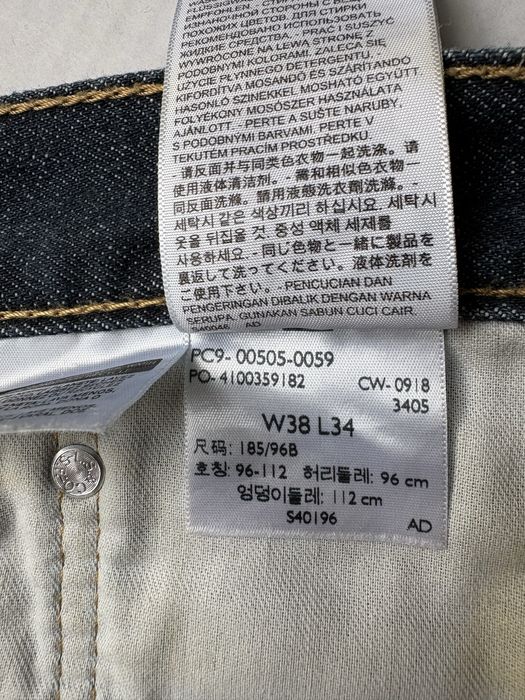 EMPFOHLEN.
ИЗНАНОЧНОЙ СТОРОНЫ С ВЕЩАМИ
ПОХОЖИХ ЦВЕТОВ. ДЛЯ СТИРКИ
РЕКОМЕНДОВАНО ИСПОЛЬЗОВАТЬ
ЖИДКИЕ СРЕДСТВА. - PRAĆ I SUSZYĆ
WYWRÓCONE NA LEWĄ STRONĘ Z
PODOBNYMI KOLORAMI. ZALECA SIĘ
UŻYCIE PŁYNNEGO DETERGENTU. -
KIFORDÍTVA MOSANDÓ ÉS SZÁRÍTANDÓ
HASONLÓ SZÍNEKKEL MOSHATÓ EGYÜTT.
FOLYÉKONY MOSÓSZER HASZNÁLATA
AJÁNLOTT. - PERTE A SUŠTE NARUBY,
S PODOBNÝMI BARVAMI. PERTE V
TEKUTÉM PRACÍM PROSTŘEDKU. -
请反面并与同类色衣物一起洗涤。请
使用液体清洁剂。- 需和相似色衣物一
同反面洗滌。請用液態洗衣劑洗滌。-
세탁시 같은 색상끼리 하십시요. 세탁시
옷을 뒤집을 것. 중성 액체 세제를
사용하세요 - 同じ色物と一緒に製品を
裏返して洗ってください。液体洗剤を
ご使用下さい。- PENCUCIAN DAN
PENGERINGAN DIBALIK DENGAN WARNA
SERUPA. GUNAKAN SABUN CUCI CAIR.
AD
PC9- 00505-0059
PO- 4100359182 CW- 0918
3405
W38 L34
尺码: 185/96B
호칭: 96-112 허리둘레: 96 cm
엉덩이둘레: 112 cm
S40196 AD